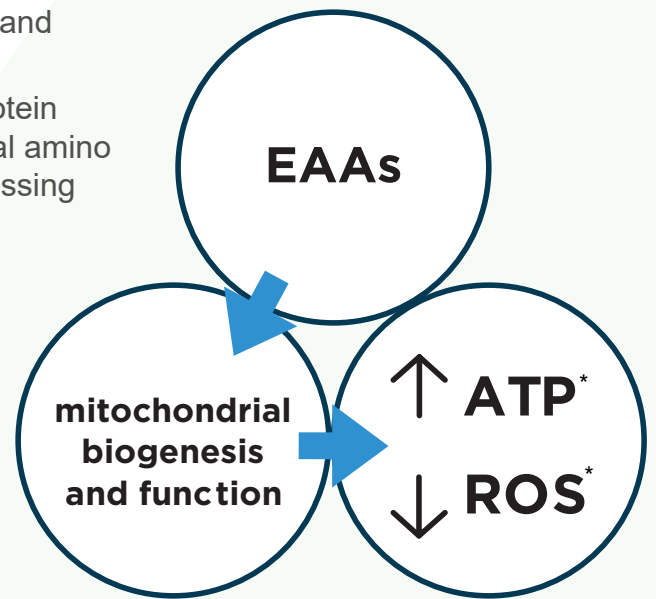 and
otein
al amino
ssing
EAAs
mitochondrial
biogenesis
and function
↑ ATP*
↓ ROS*